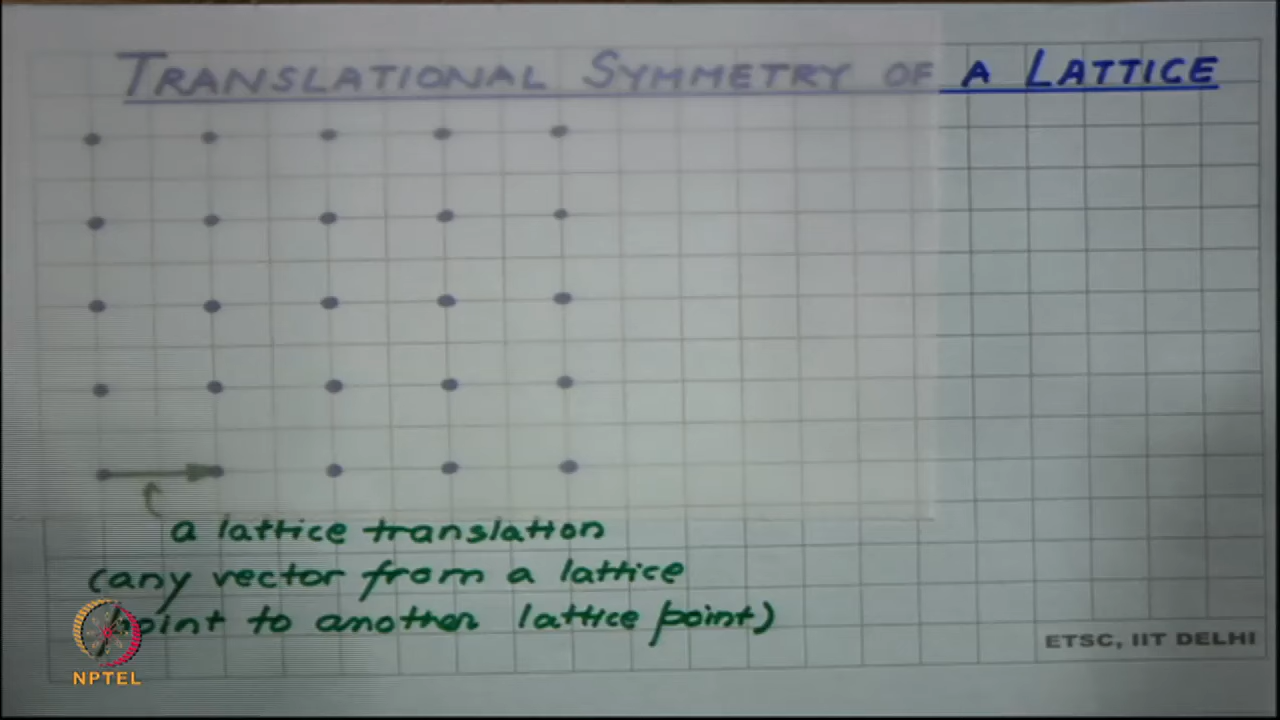 TRANSLATIONAL SYMMETRY OF A LATTICE
a lattice translation
(any vector from a lattice
point to another lattice point)
ETSC, IIT DELHI
NPTEL